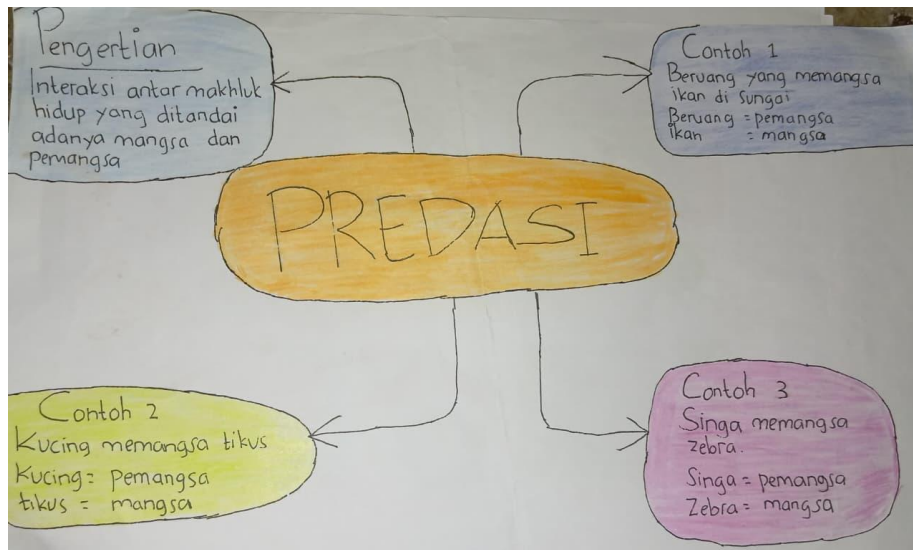 Pengertian
Interaksi antar makhluk
hidup yang ditandai
adanya mangsa dan
pemangsa
Contoh 1
Beruang yang memangsa
ikan di sungai
Beruang = pemangsa
ikan = mangsa
PREDASI
Contoh 2
Kucing memangsa tikus
Kucing = pemangsa
tikus = mangsa
Contoh 3
Singa memangsa
zebra.
Singa = pemangsa
Zebra = mangsa